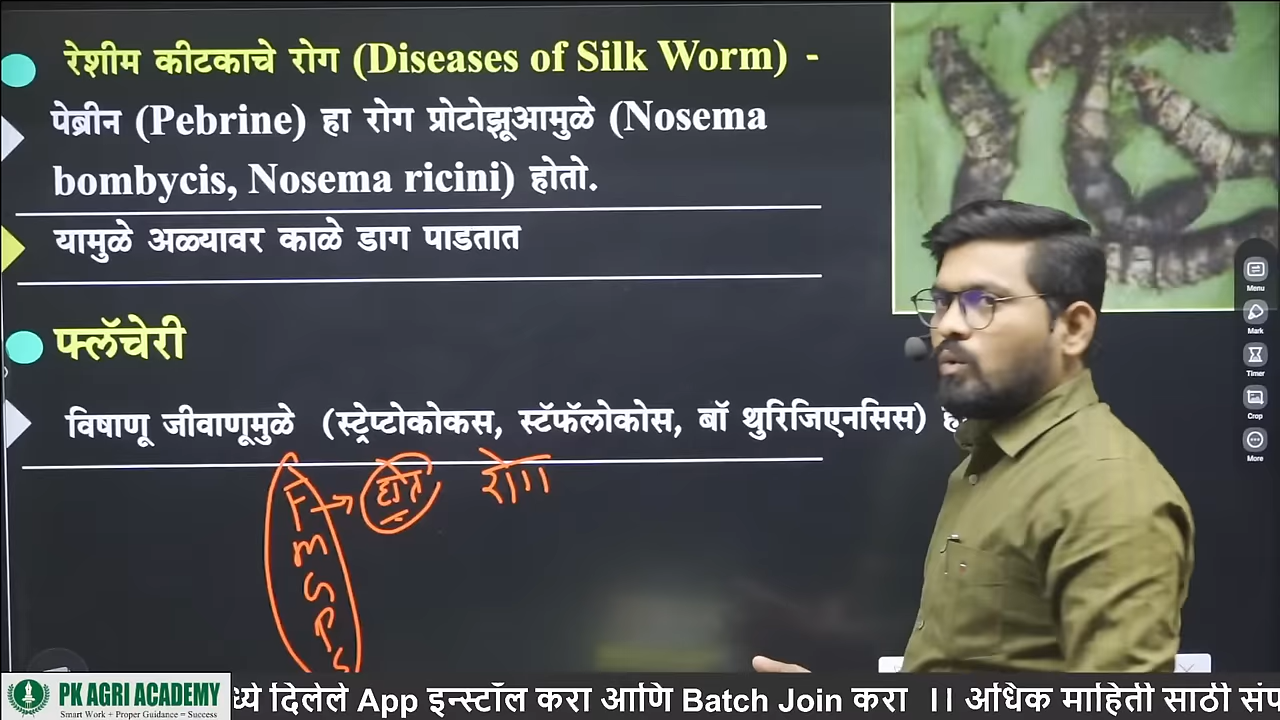 रेशीम कीटकाचे रोग (Diseases of Silk Worm) -
पेब्रीन (Pebrine) हा रोग प्रोटोझूआमुळे (Nosema
bombycis, Nosema ricini) होतो.
यामुळे अळ्यावर काळे डाग पाडतात
फ्लॅचेरी
विषाणू जीवाणूमुळे (स्ट्रेप्टोकोकस, स्टॅफॅलोकोस, बॉ थुरिजिएनसिस)
F → रोग
m
S
P
Menu
Mark
Timer
Crop
More
PK AGRI ACADEMY
Smart Work + Proper Guidance = Success
दिलेले App इन्स्टॉल करा आणि Batch Join करा ।। अधिक माहिती साठी